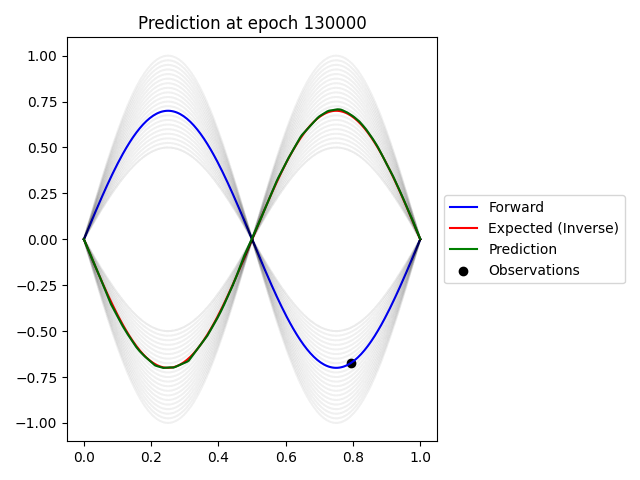 Prediction at epoch 130000
1.00
0.75
0.50
0.25
0.00
−0.25
−0.50
−0.75
−1.00
0.0 0.2 0.4 0.6 0.8 1.0
Forward
Expected (Inverse)
Prediction
Observations